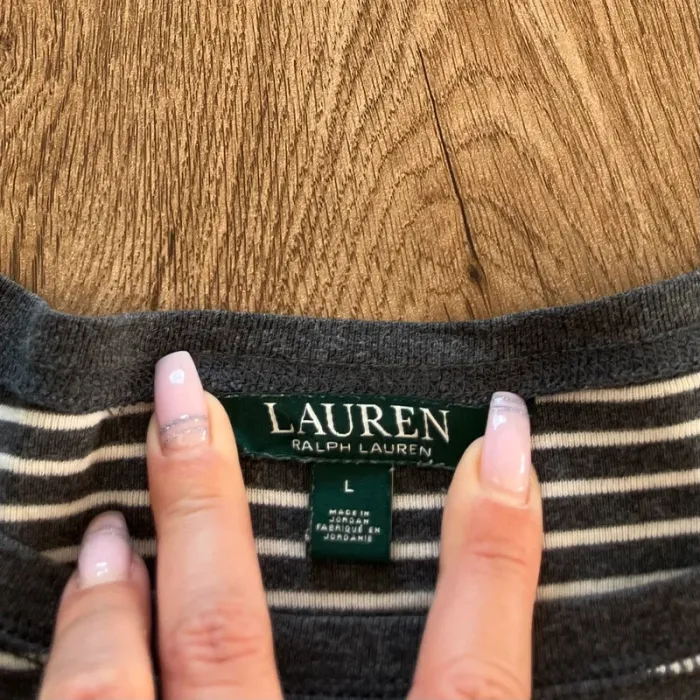 LAUREN
RALPH LAUREN
L
MADE IN
JORDAN
FABRIQUÉ EN
JORDANIE